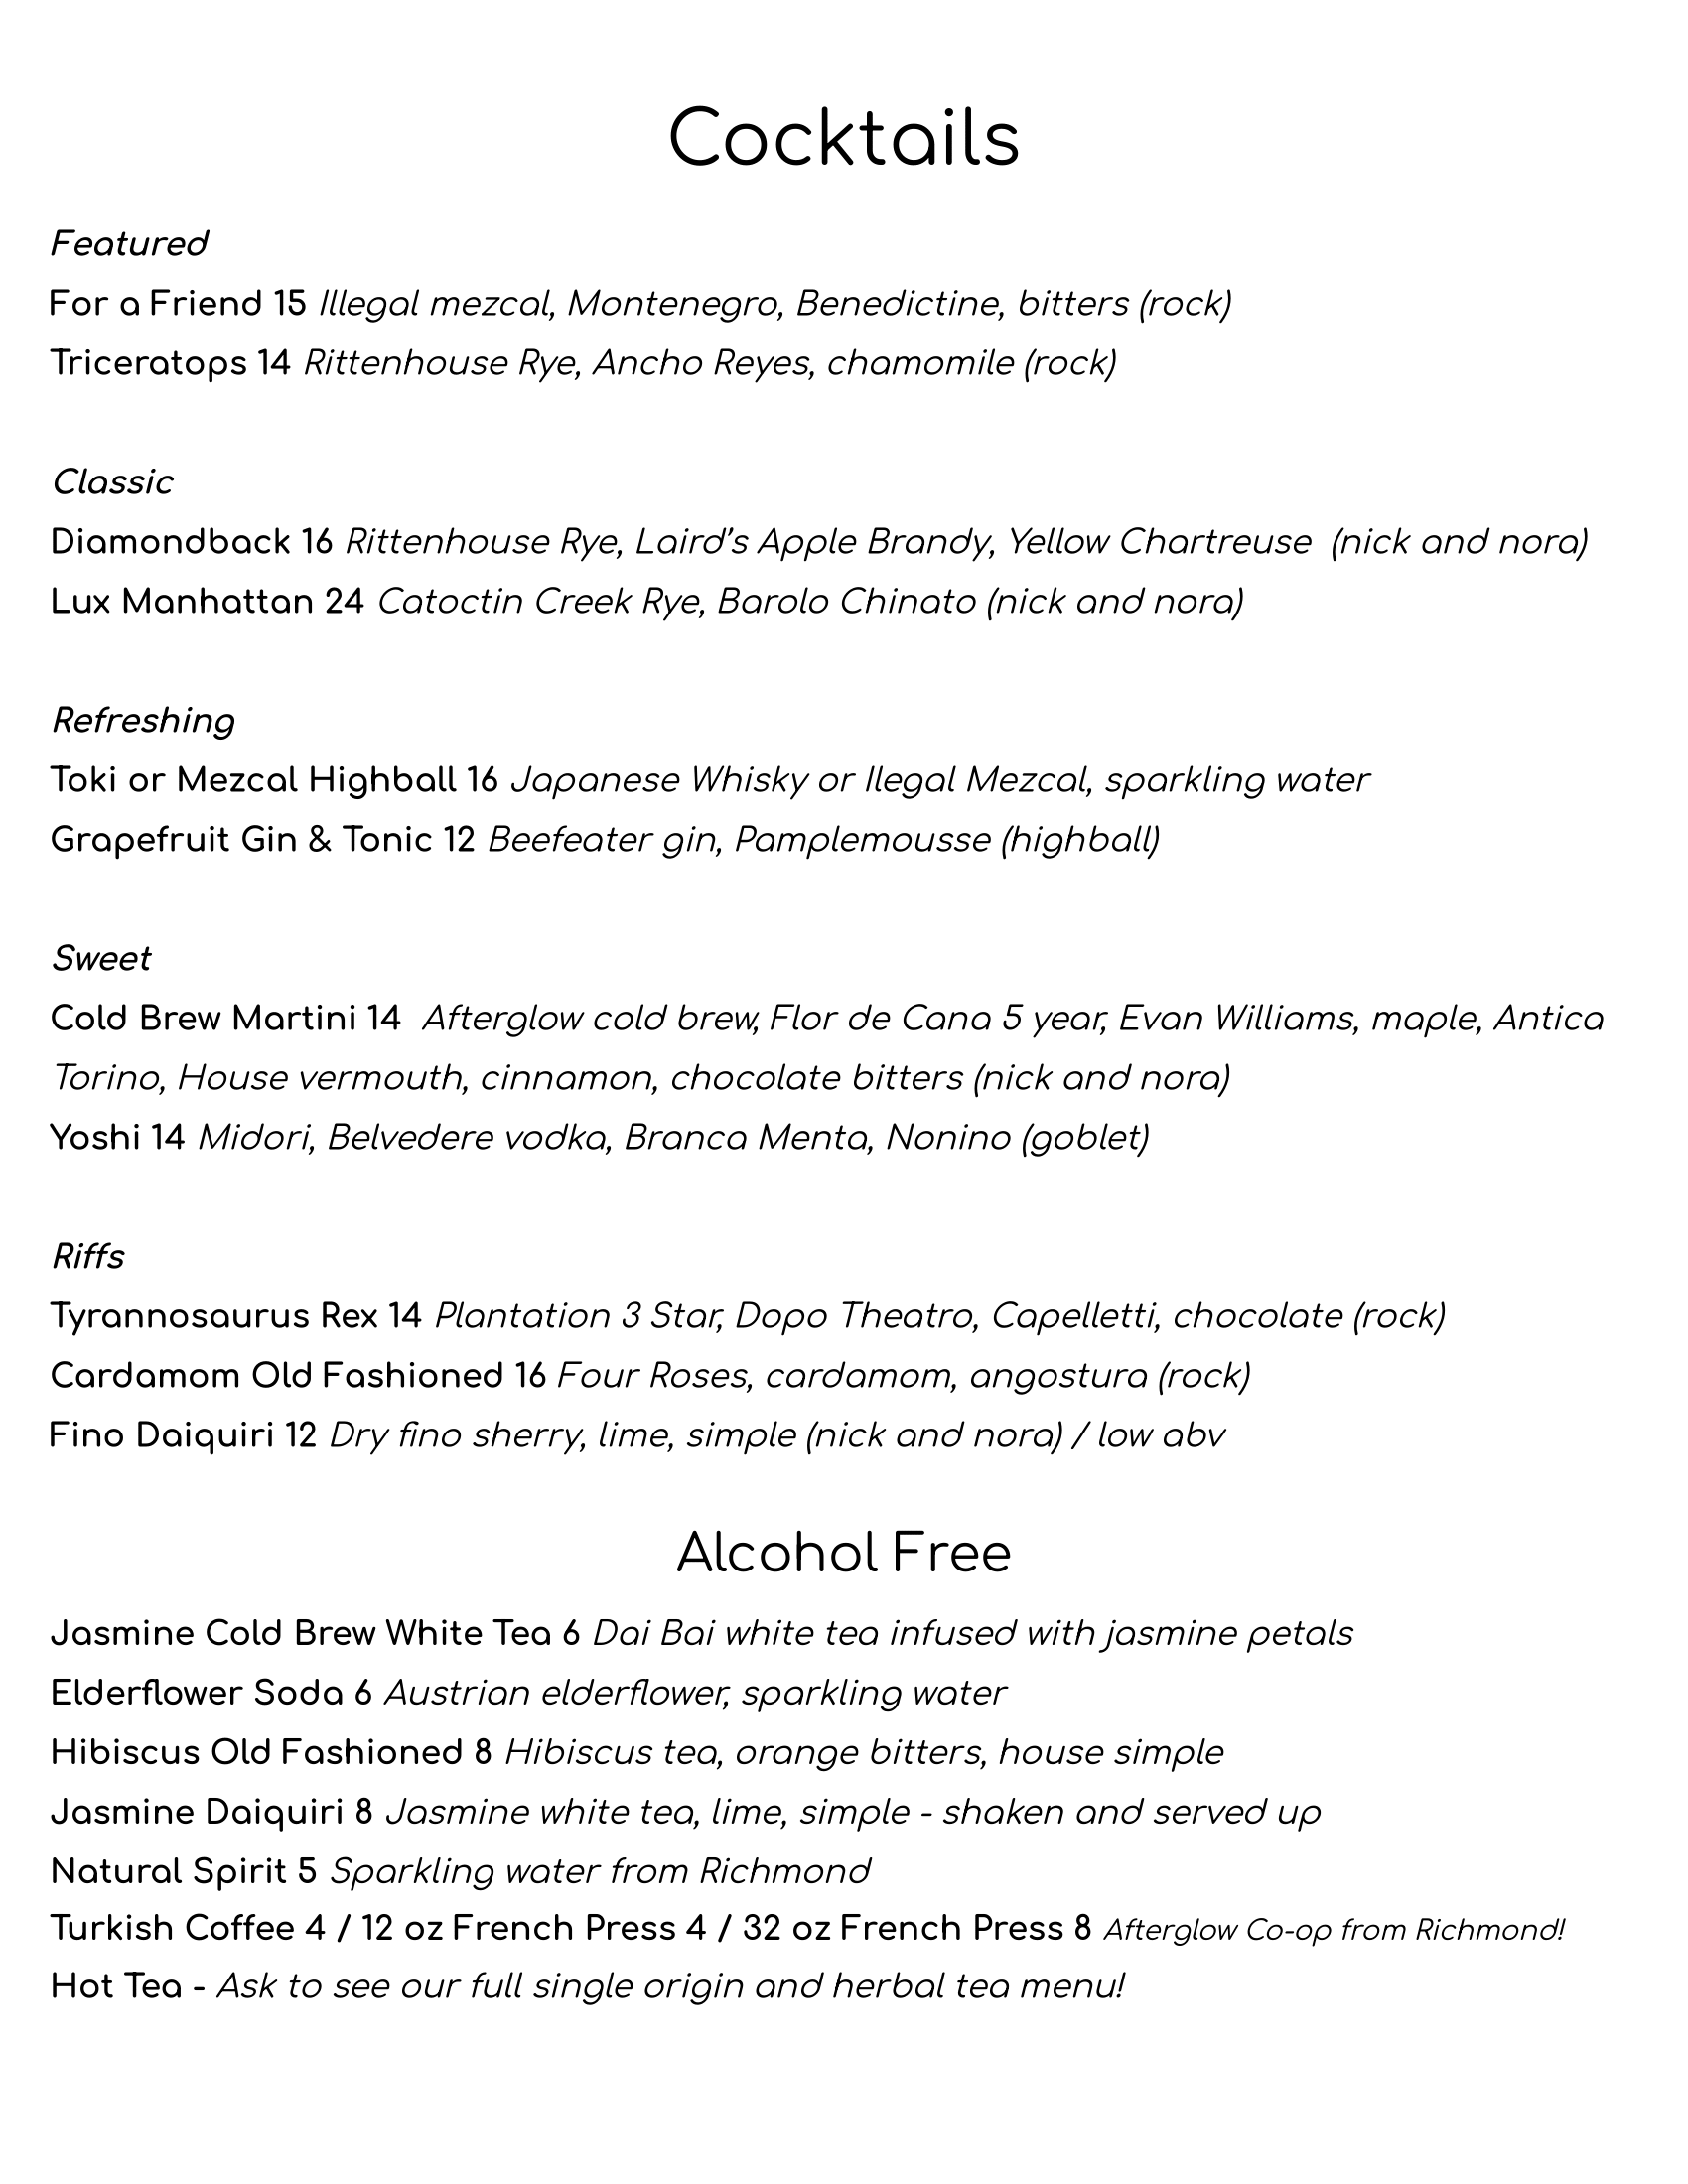 Cocktails
Featured
For a Friend 15 Illegal mezcal, Montenegro, Benedictine, bitters (rock)
Triceratops 14 Rittenhouse Rye, Ancho Reyes, chamomile (rock)
Classic
Diamondback 16 Rittenhouse Rye, Laird’s Apple Brandy, Yellow Chartreuse  (nick and nora)
Lux Manhattan 24 Catoctin Creek Rye, Barolo Chinato (nick and nora)
Refreshing
Toki or Mezcal Highball 16 Japanese Whisky or Ilegal Mezcal, sparkling water
Grapefruit Gin & Tonic 12 Beefeater gin, Pamplemousse (highball)
Sweet
Cold Brew Martini 14  Afterglow cold brew, Flor de Cana 5 year, Evan Williams, maple, Antica
Torino, House vermouth, cinnamon, chocolate bitters (nick and nora)
Yoshi 14 Midori, Belvedere vodka, Branca Menta, Nonino (goblet)
Riffs
Tyrannosaurus Rex 14 Plantation 3 Star, Dopo Theatro, Capelletti, chocolate (rock)
Cardamom Old Fashioned 16 Four Roses, cardamom, angostura (rock)
Fino Daiquiri 12 Dry fino sherry, lime, simple (nick and nora) / low abv
Alcohol Free
Jasmine Cold Brew White Tea 6 Dai Bai white tea infused with jasmine petals
Elderflower Soda 6 Austrian elderflower, sparkling water
Hibiscus Old Fashioned 8 Hibiscus tea, orange bitters, house simple
Jasmine Daiquiri 8 Jasmine white tea, lime, simple - shaken and served up
Natural Spirit 5 Sparkling water from Richmond
Turkish Coffee 4 / 12 oz French Press 4 / 32 oz French Press 8 Afterglow Co-op from Richmond!
Hot Tea - Ask to see our full single origin and herbal tea menu!